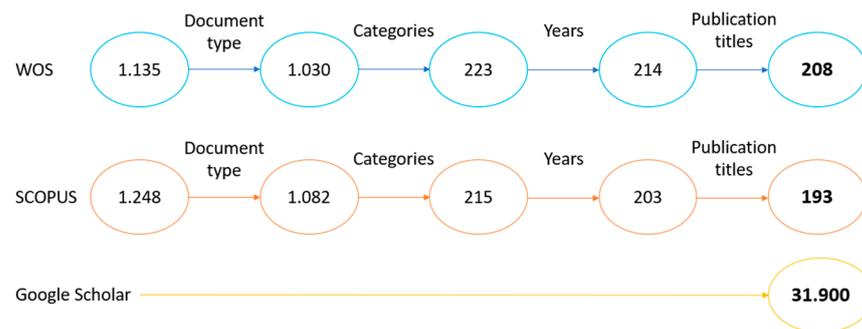 Document
type
Categories
Years
Publication
titles
WOS
1.135
1.030
223
214
208
Document
type
Categories
Years
Publication
titles
SCOPUS
1.248
1.082
215
203
193
Google Scholar
31.900